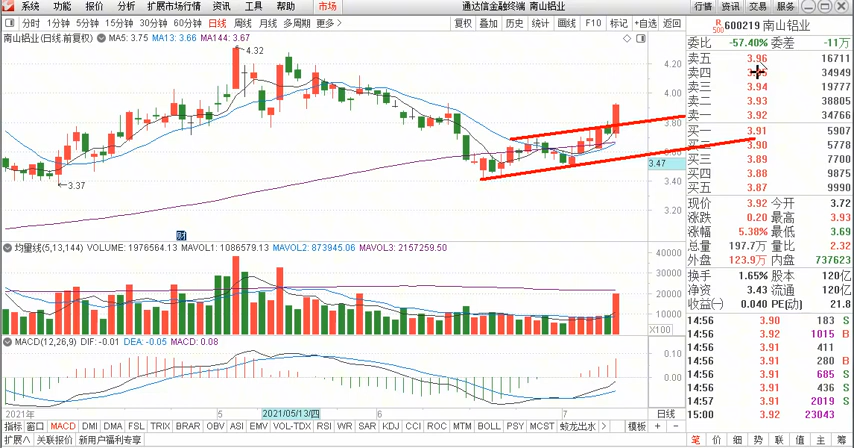 系统 功能 报价 分析 扩展市场行情 资讯 工具 帮助 市场 通达信金融终端 南山铝业 行情 资讯 交易 服务
分时 1分钟 5分钟 15分钟 30分钟 60分钟 日线 周线 月线 多周期 更多> 复权 叠加 历史 统计 画线 F10 标记 +自选 返回
R 500 600219 南山铝业
南山铝业(日线.前复权) MA5: 3.75 MA13: 3.66 MA144: 3.67
委比 -57.40% 委差 -11万
卖五 3.96 16711
卖四 34949
卖三 3.94 19777
卖二 3.93 38805
卖一 3.92 34766
买一 3.91 5907
买二 3.90 5778
买三 3.89 7700
买四 3.88 9875
买五 3.87 9990
现价 3.92 今开 3.72
涨跌 0.20 最高 3.93
涨幅 5.38% 最低 3.69
总量 197.7万 量比 2.32
外盘 123.9万 内盘 737623
换手 1.65% 股本 120亿
净资 3.43 流通 120亿
收益㈠ 0.040 PE(动) 21.8
14:56 3.90 183 S
14:56 3.92 1015 B
14:56 3.91 411
14:56 3.91 280 B
14:56 3.91 685 S
14:56 3.91 436 S
14:57 3.91 2019 S
15:00 3.92 23043
4.32
3.37
4.20
4.00
3.80
3.47
3.40
3.20
财
均量线(5,13,144) VOLUME: 1976564.13 MAVOL1: 1086579.13 MAVOL2: 873945.06 MAVOL3: 2157259.50
40000
30000
20000
10000
X100
MACD(12,26,9) DIF: -0.01 DEA: -0.05 MACD: 0.08
0.10
0.00
2021年 5 2021/05/13/四 6 7 日线
指标 窗口 MACD DMI DMA FSL TRIX BRAR OBV ASI EMV VOL-TDX RSI WR SAR KDJ CCI ROC MTM BOLL PSY MCST 蛟龙出水 > 模板 + -
扩展∧ 关联报价 新用户福利专享 笔 价 细 势 联 值 主 筹